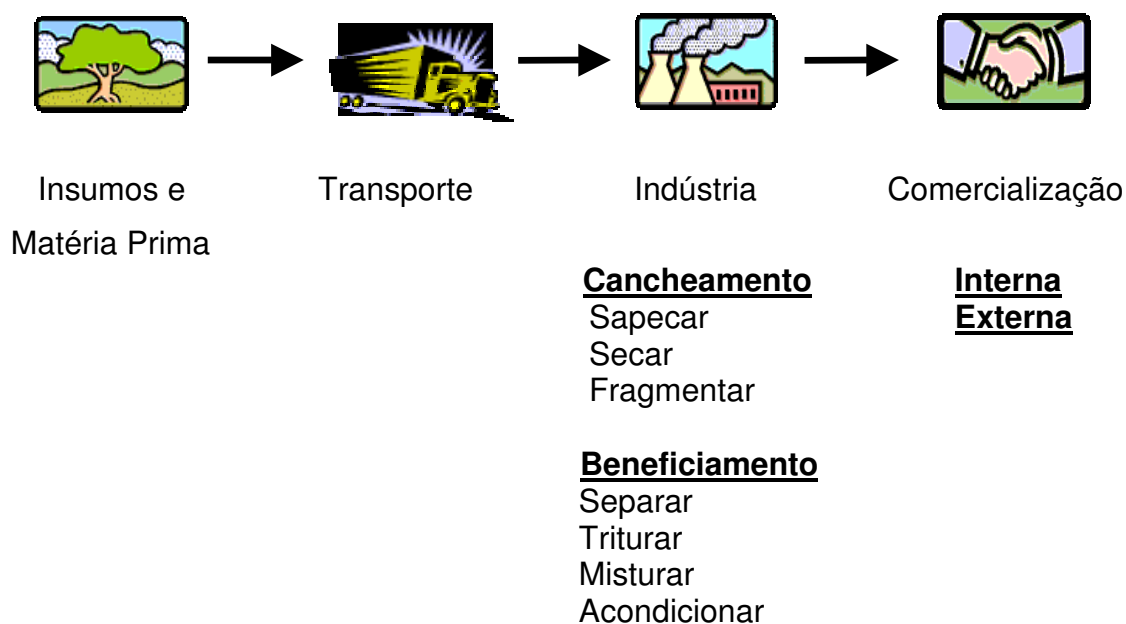 Insumos e
Matéria Prima
Transporte
Indústria
Comercialização
Cancheamento
Sapecar
Secar
Fragmentar
Beneficiamento
Separar
Triturar
Misturar
Acondicionar
Interna
Externa